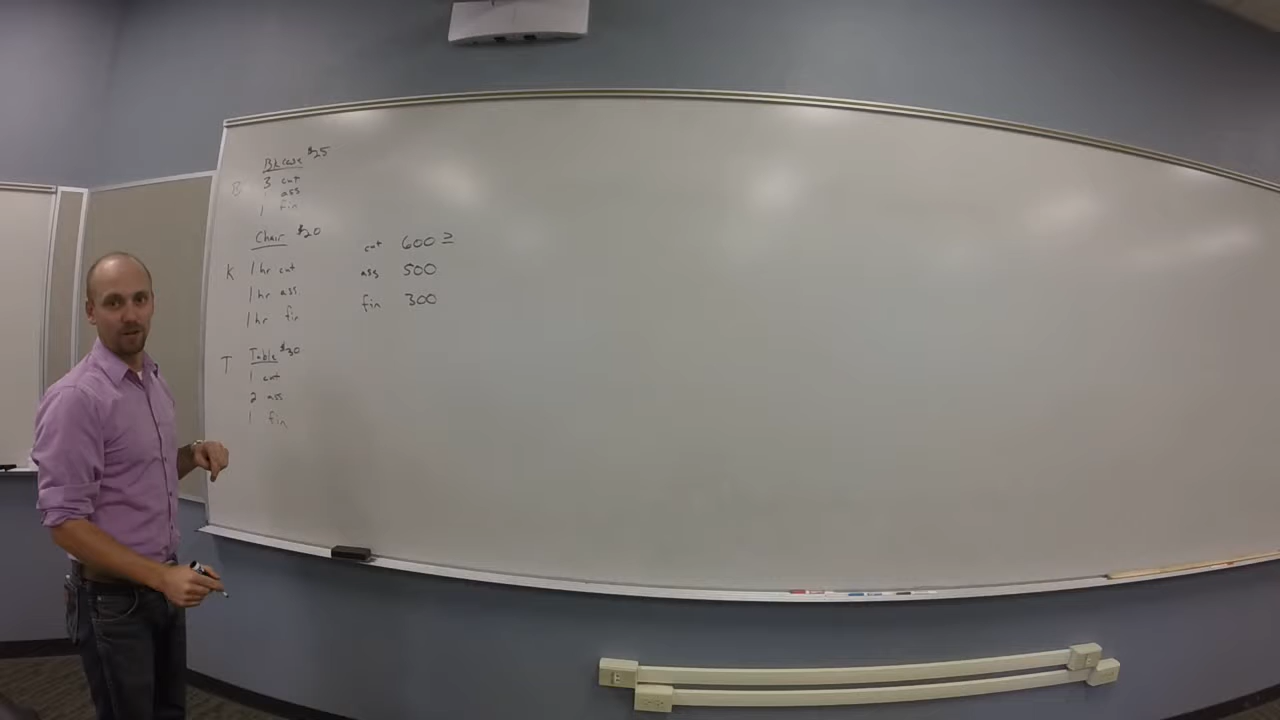 BkCase $25
B
3 cut
1 ass
1 fin
Chair $20
K
1 hr cut
1 hr ass.
1 hr fin
T
Table $30
1 cut
2 ass
1 fin
cut 600 ≥
ass 500
fin 300